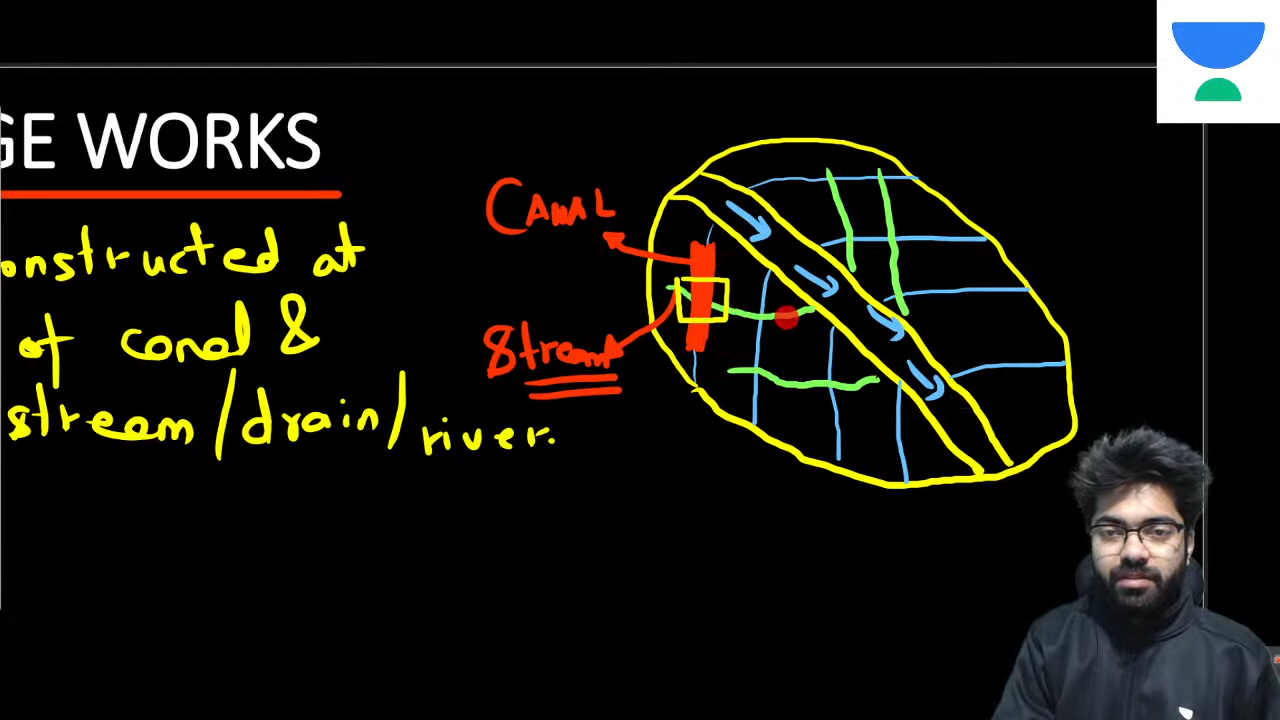 GE WORKS
onstructed at
of canal &
stream/drain/river.
CANAL
Stream